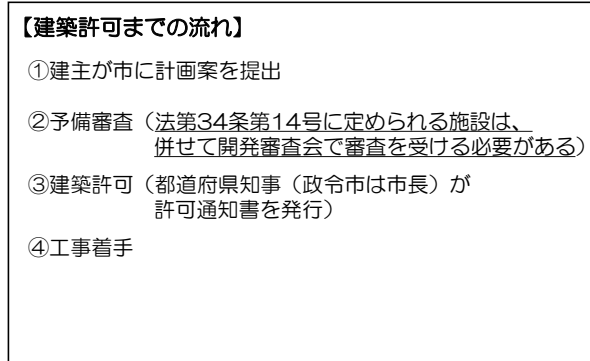 【建築許可までの流れ】
①建主が市に計画案を提出
②予備審査（法第34条第14号に定められる施設は、
併せて開発審査会で審査を受ける必要がある）
③建築許可（都道府県知事（政令市は市長）が
許可通知書を発行）
④工事着手